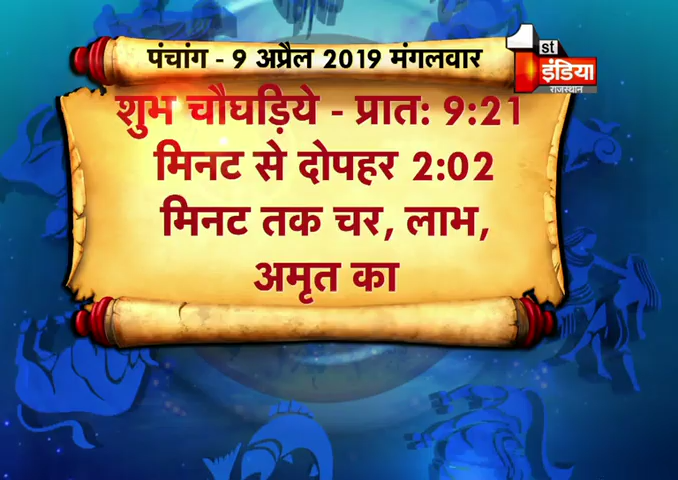 पंचांग - 9 अप्रैल 2019 मंगलवार
1st
इंडिया
राजस्थान
शुभ चौघड़िये - प्रात: 9:21
मिनट से दोपहर 2:02
मिनट तक चर, लाभ,
अमृत का